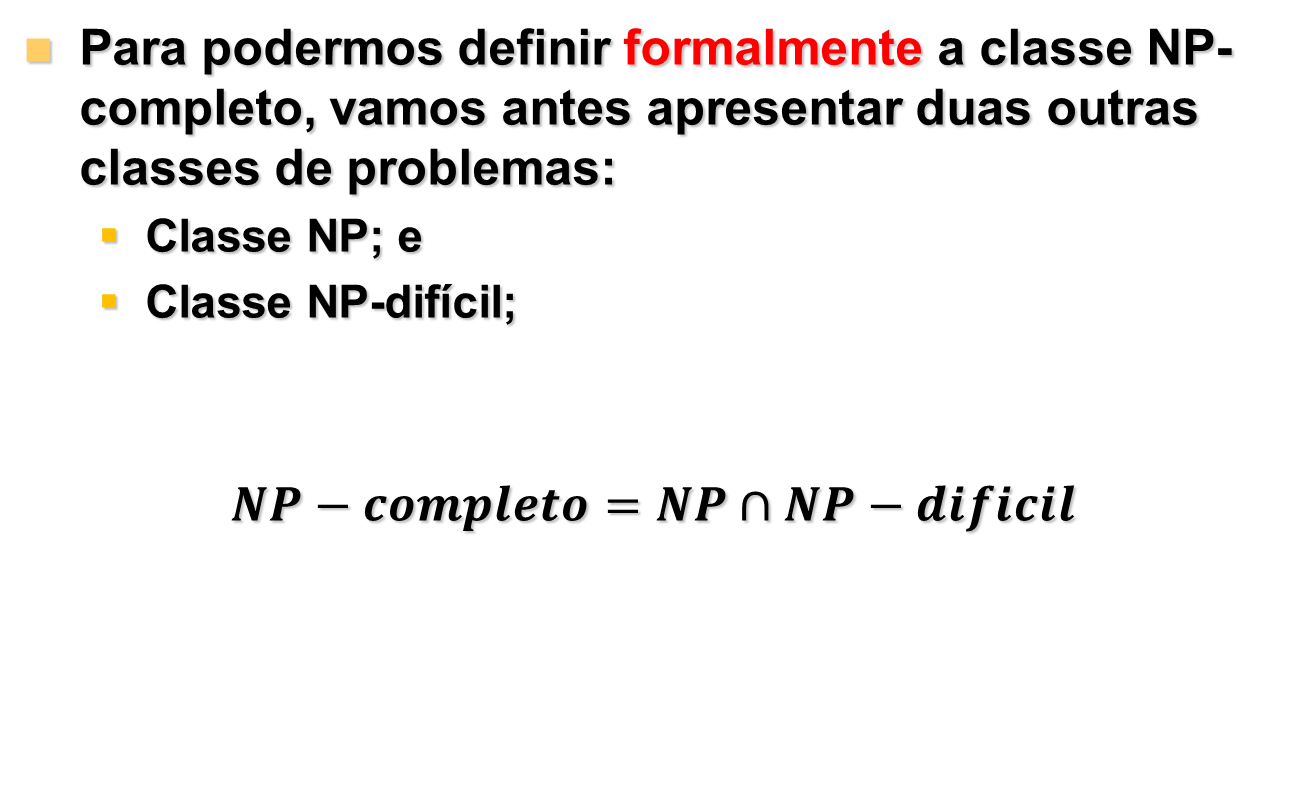 Para podermos definir formalmente a classe NP-
completo, vamos antes apresentar duas outras
classes de problemas:
Classe NP; e
Classe NP-difícil;
NP − completo = NP ∩ NP − dificil